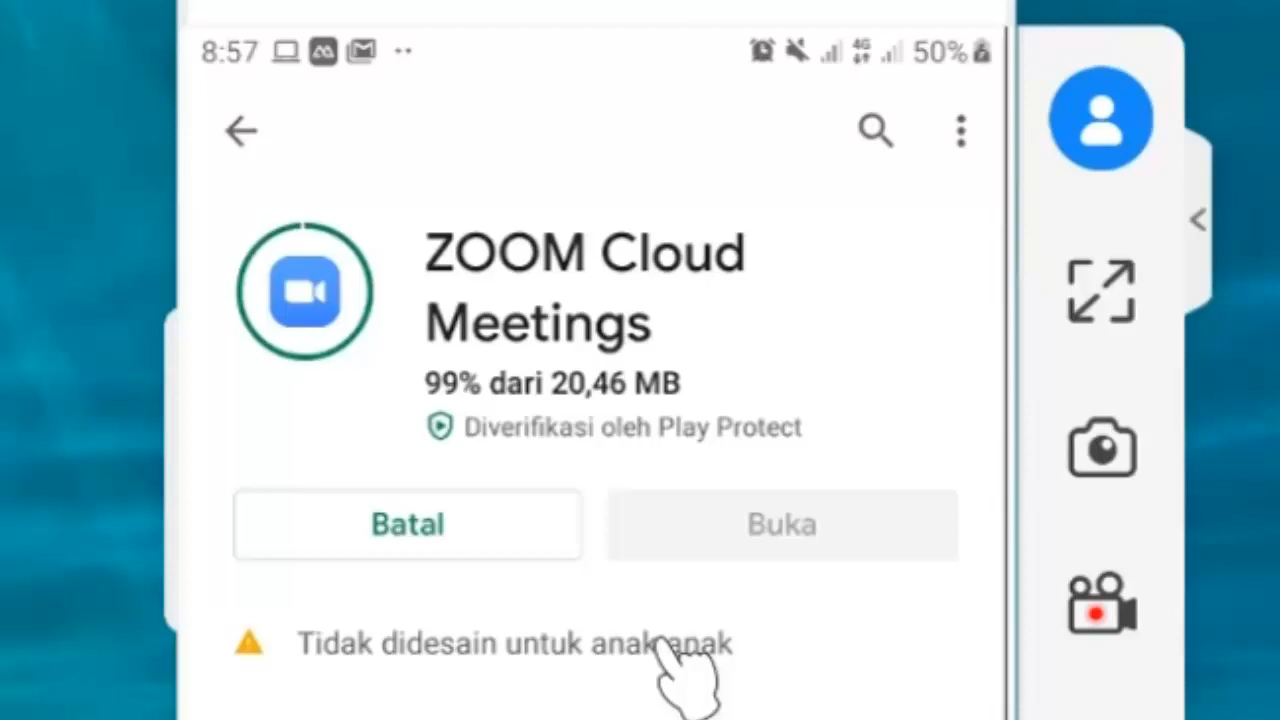 8:57 4G 50%
ZOOM Cloud
Meetings
99% dari 20,46 MB
Diverifikasi oleh Play Protect
Batal Buka
Tidak didesain untuk anak-anak